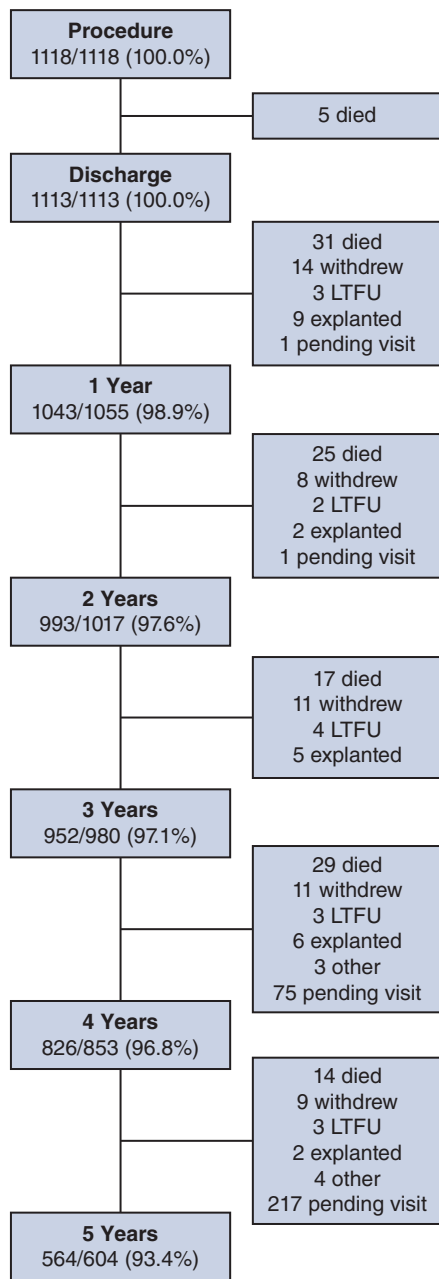 Procedure
1118/1118 (100.0%)
5 died
Discharge
1113/1113 (100.0%)
31 died
14 withdrew
3 LTFU
9 explanted
1 pending visit
1 Year
1043/1055 (98.9%)
25 died
8 withdrew
2 LTFU
2 explanted
1 pending visit
2 Years
993/1017 (97.6%)
17 died
11 withdrew
4 LTFU
5 explanted
3 Years
952/980 (97.1%)
29 died
11 withdrew
3 LTFU
6 explanted
3 other
75 pending visit
4 Years
826/853 (96.8%)
14 died
9 withdrew
3 LTFU
2 explanted
4 other
217 pending visit
5 Years
564/604 (93.4%)